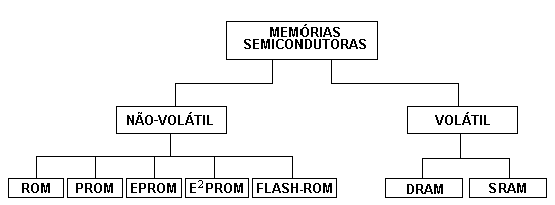 MEMÓRIAS
SEMICONDUTORAS
NÃO-VOLÁTIL
VOLÁTIL
ROM
PROM
EPROM
E²PROM
FLASH-ROM
DRAM
SRAM